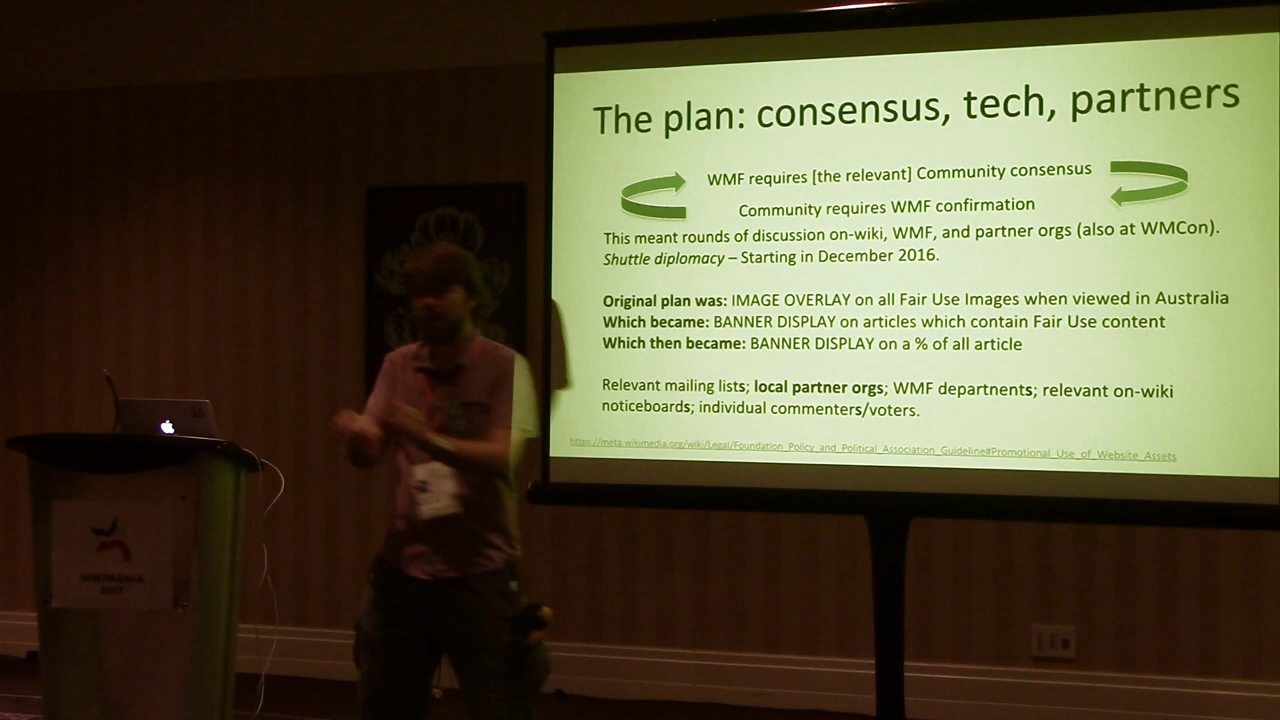 The plan: consensus, tech, partners
WMF requires [the relevant] Community consensus
Community requires WMF confirmation
This meant rounds of discussion on-wiki, WMF, and partner orgs (also at WMCon).
Shuttle diplomacy – Starting in December 2016.
Original plan was: IMAGE OVERLAY on all Fair Use Images when viewed in Australia
Which became: BANNER DISPLAY on articles which contain Fair Use content
Which then became: BANNER DISPLAY on a % of all article
Relevant mailing lists; local partner orgs; WMF departnents; relevant on-wiki
noticeboards; individual commenters/voters.
https://meta.wikimedia.org/wiki/Legal/Foundation_Policy_and_Political_Association_Guideline#Promotional_Use_of_Website_Assets
WIKIMANIA
2017